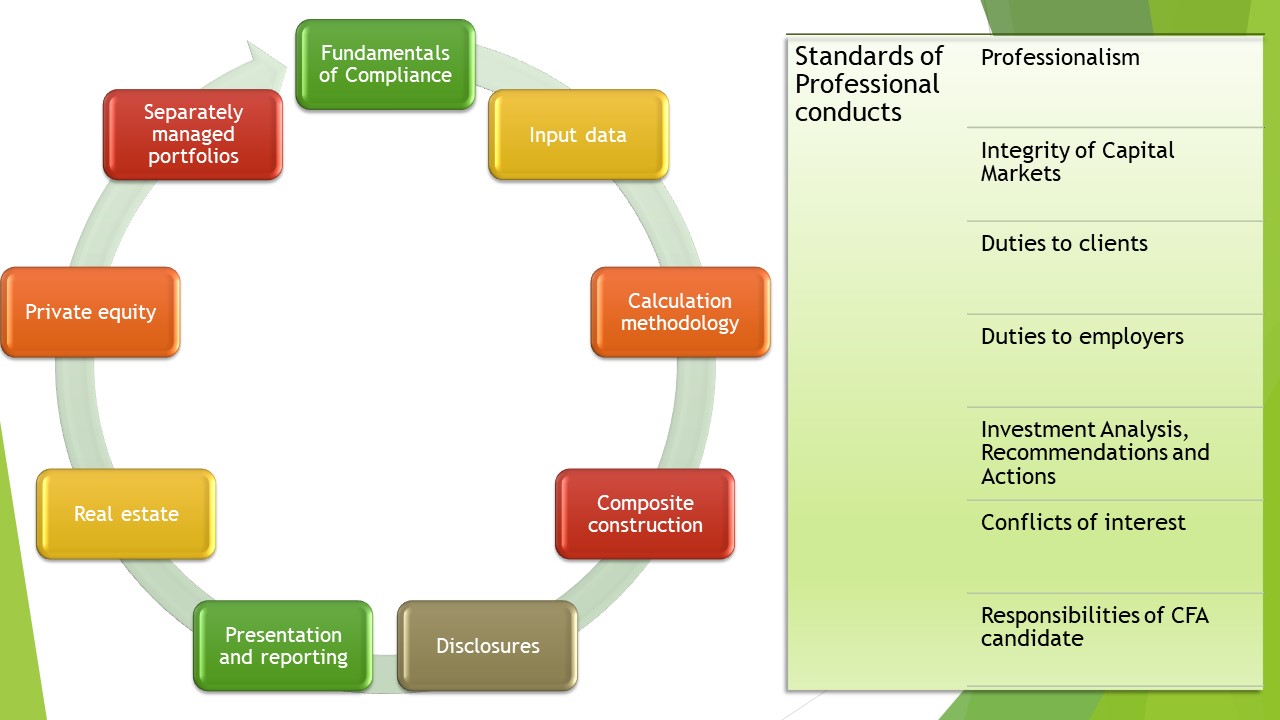 Fundamentals
of Compliance
Input data
Calculation
methodology
Composite
construction
Disclosures
Presentation
and reporting
Real estate
Private equity
Separately
managed
portfolios
Standards of
Professional
conducts
Professionalism
Integrity of Capital
Markets
Duties to clients
Duties to employers
Investment Analysis,
Recommendations and
Actions
Conflicts of interest
Responsibilities of CFA
candidate